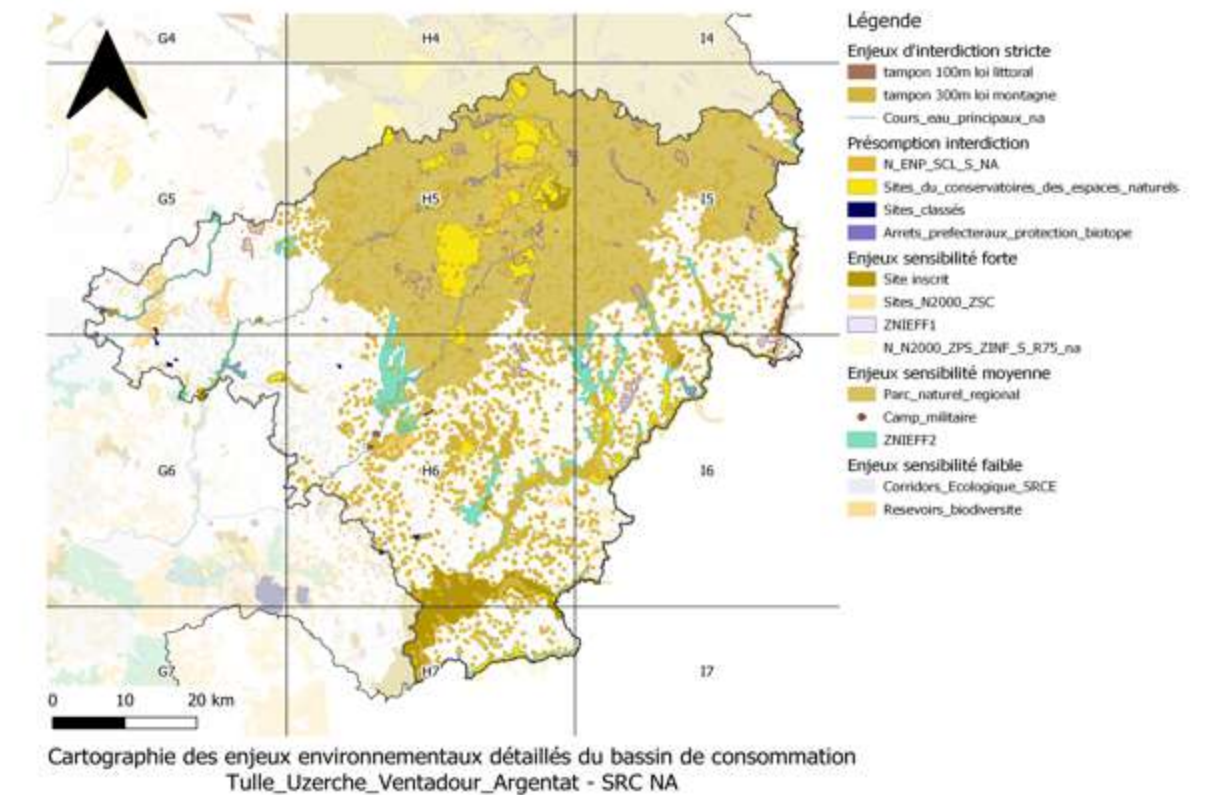 G4
H4
I4
G5
H5
I5
G6
H6
I6
G7
H7
I7
0 10 20 km
Légende
Enjeux d'interdiction stricte
tampon 100m loi littoral
tampon 300m loi montagne
Cours_eau_principaux_na
Présomption interdiction
N_ENP_SCL_S_NA
Sites_du_conservatoires_des_espaces_naturels
Sites_classés
Arrets_prefecteraux_protection_biotope
Enjeux sensibilité forte
Site inscrit
Sites_N2000_ZSC
ZNIEFF1
N_N2000_ZPS_ZINF_S_R75_na
Enjeux sensibilité moyenne
Parc_naturel_regional
Camp_militaire
ZNIEFF2
Enjeux sensibilité faible
Corridors_Ecologique_SRCE
Resevoirs_biodiversite
Cartographie des enjeux environnementaux détaillés du bassin de consommation
Tulle_Uzerche_Ventadour_Argentat - SRC NA